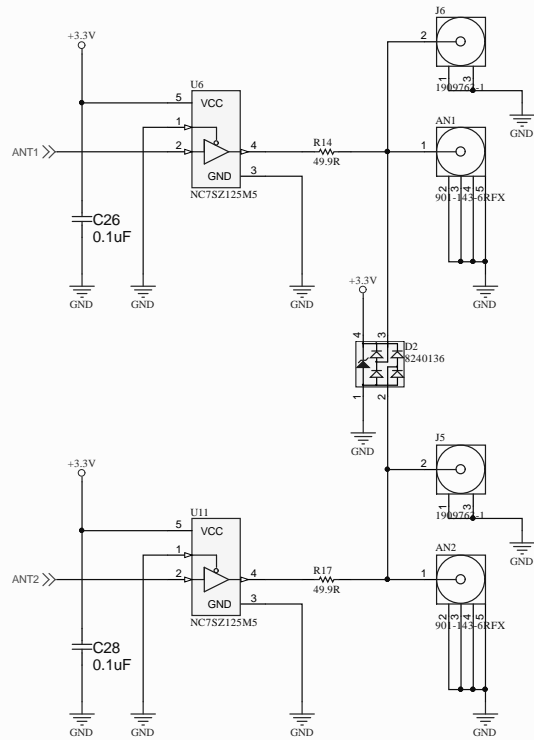 J6
+3.3V
2
U6
1
3
5
VCC
1909763-1
GND
1
AN1
ANT1
2
4
R14
1
49.9R
GND
3
2
3
4
5
NC7SZ125M5
901-143-6RFX
C26
0.1uF
GND
GND
GND
+3.3V
GND
4
3
D2
8240136
1
2
J5
GND
+3.3V
2
U11
1
3
5
VCC
1909763-1
1
GND
AN2
ANT2
2
4
R17
1
49.9R
GND
3
2
3
4
5
NC7SZ125M5
901-143-6RFX
C28
0.1uF
GND
GND
GND
GND